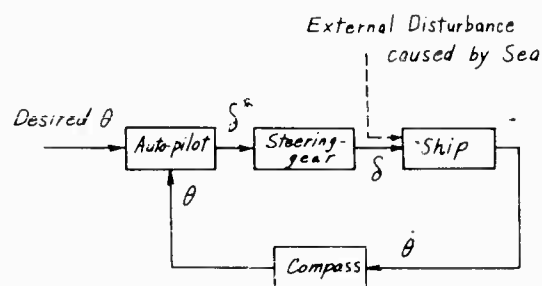 External Disturbance
caused by Sea
Desired θ
Auto-pilot
δ*
Steering-
gear
δ
Ship
θ
Compass
θ̇